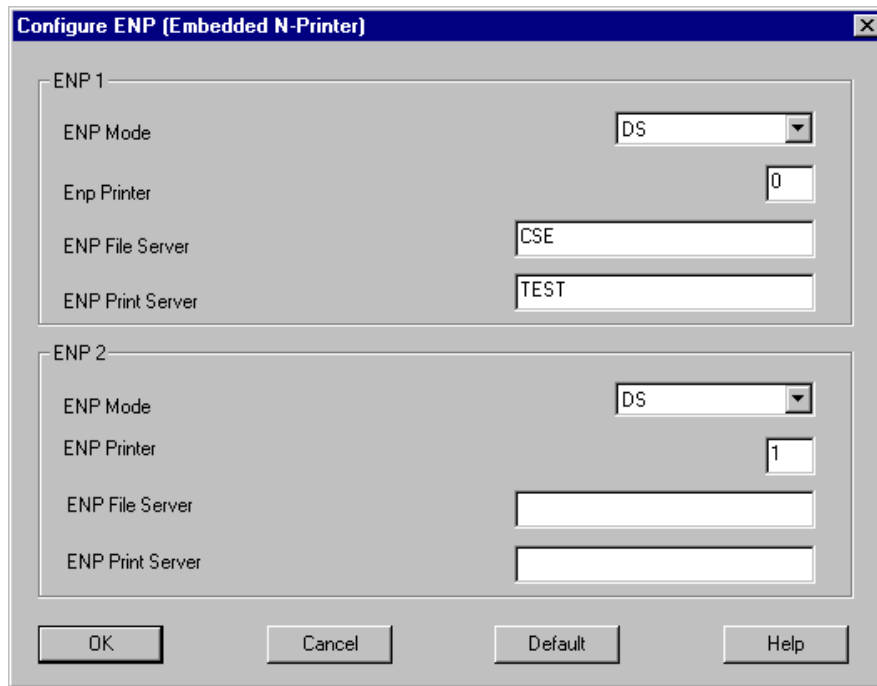 Configure ENP (Embedded N-Printer)
ENP 1
ENP Mode DS
Enp Printer 0
ENP File Server CSE
ENP Print Server TEST
ENP 2
ENP Mode DS
ENP Printer 1
ENP File Server
ENP Print Server
OK Cancel Default Help